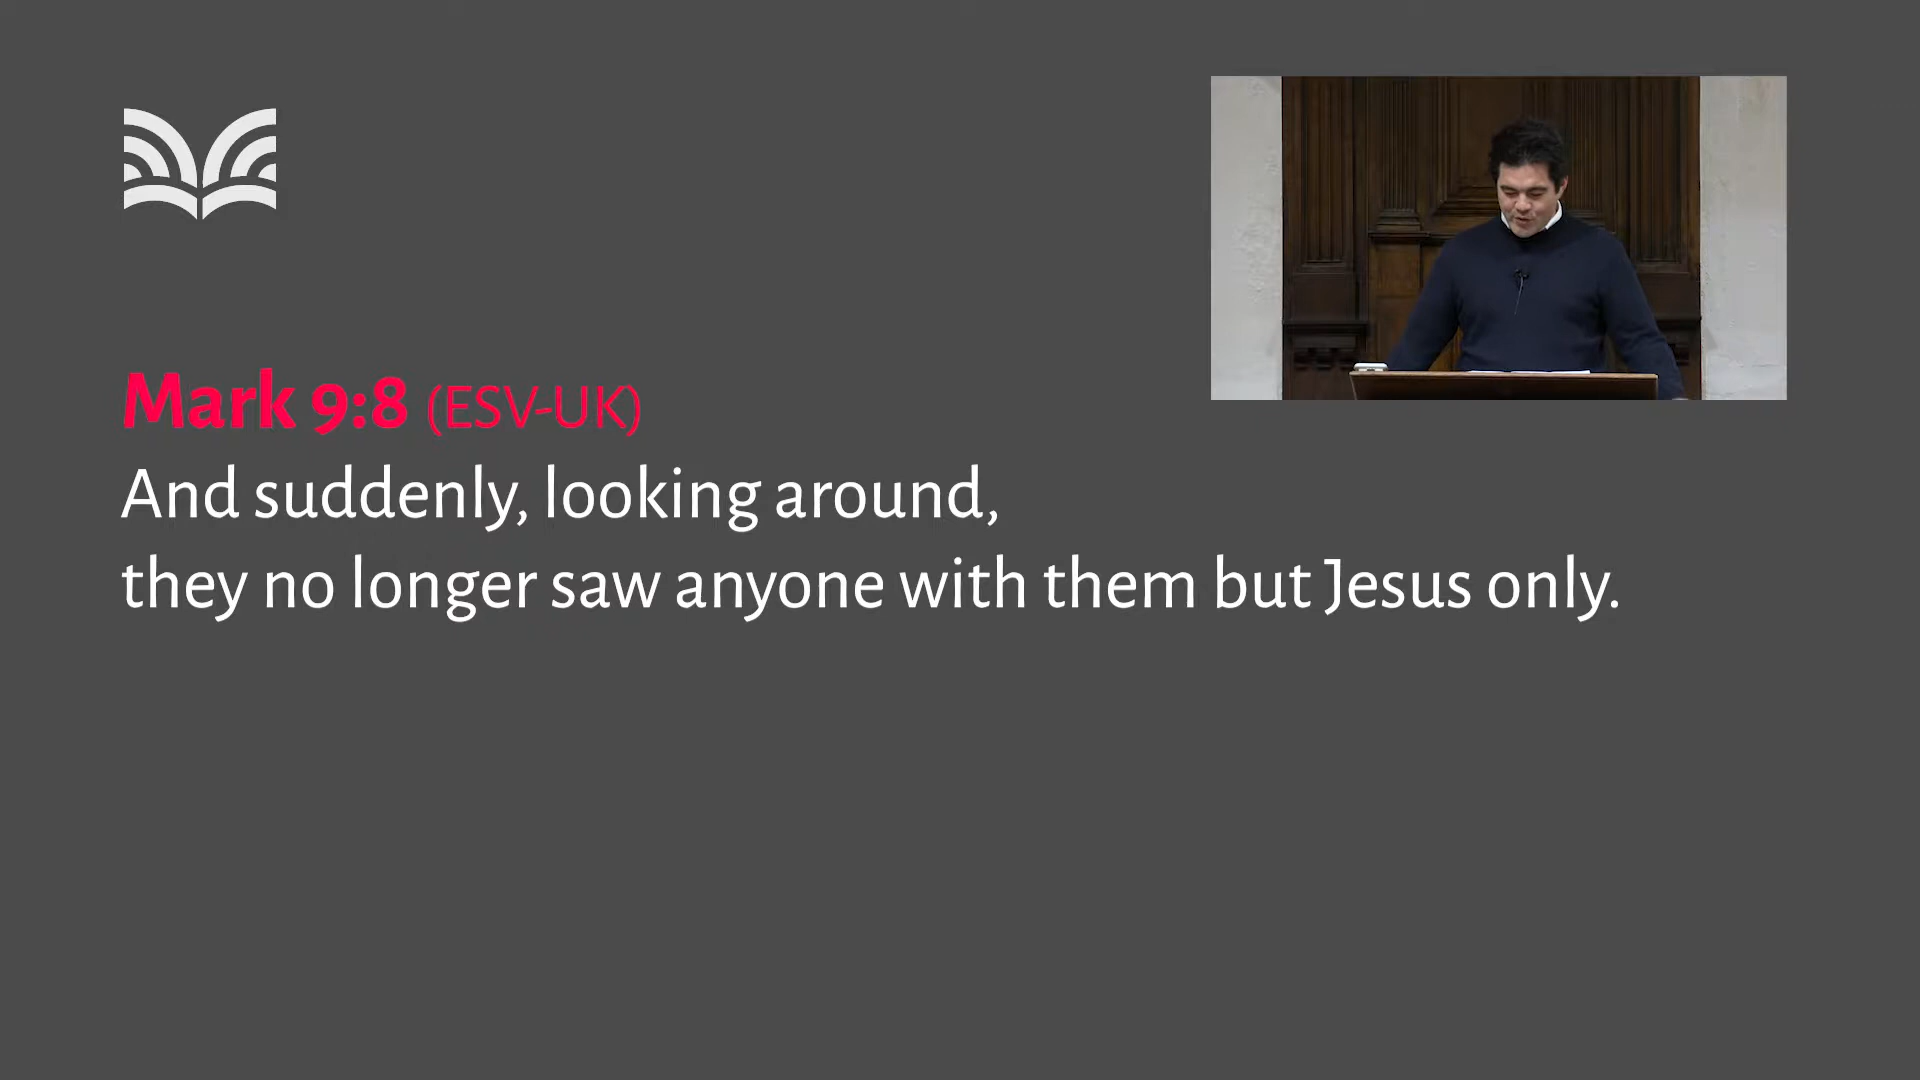 Mark 9:8 (ESV-UK)
And suddenly, looking around,
they no longer saw anyone with them but Jesus only.